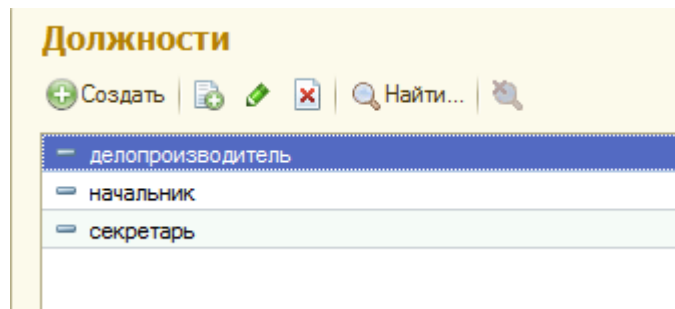 Должности
Создать Найти...
делопроизводитель
начальник
секретарь